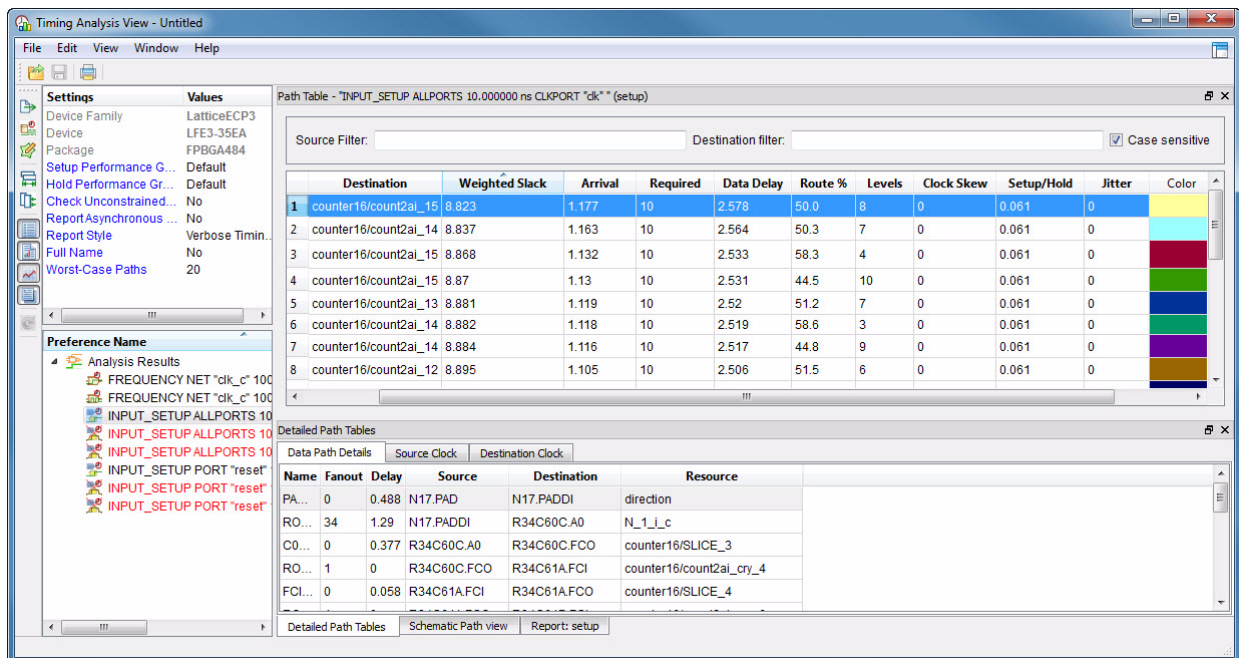 Timing Analysis View - Untitled
File Edit View Window Help
Settings Values
Device Family LatticeECP3
Device LFE3-35EA
Package FPBGA484
Setup Performance G... Default
Hold Performance Gr... Default
Check Unconstrained... No
Report Asynchronous ... No
Report Style Verbose Timin...
Full Name No
Worst-Case Paths 20
Preference Name
Analysis Results
FREQUENCY NET "clk_c" 100
FREQUENCY NET "clk_c" 100
INPUT_SETUP ALLPORTS 10
INPUT_SETUP ALLPORTS 10
INPUT_SETUP ALLPORTS 10
INPUT_SETUP PORT "reset"
INPUT_SETUP PORT "reset"
INPUT_SETUP PORT "reset"
Path Table - "INPUT_SETUP ALLPORTS 10.000000 ns CLKPORT "clk" " (setup)
Source Filter: Destination filter: Case sensitive
Destination Weighted Slack Arrival Required Data Delay Route % Levels Clock Skew Setup/Hold Jitter Color
1 counter16/count2ai_15 8.823 1.177 10 2.578 50.0 8 0 0.061 0
2 counter16/count2ai_14 8.837 1.163 10 2.564 50.3 7 0 0.061 0
3 counter16/count2ai_15 8.868 1.132 10 2.533 58.3 4 0 0.061 0
4 counter16/count2ai_15 8.87 1.13 10 2.531 44.5 10 0 0.061 0
5 counter16/count2ai_13 8.881 1.119 10 2.52 51.2 7 0 0.061 0
6 counter16/count2ai_14 8.882 1.118 10 2.519 58.6 3 0 0.061 0
7 counter16/count2ai_14 8.884 1.116 10 2.517 44.8 9 0 0.061 0
8 counter16/count2ai_12 8.895 1.105 10 2.506 51.5 6 0 0.061 0
Detailed Path Tables
Data Path Details Source Clock Destination Clock
Name Fanout Delay Source Destination Resource
PA... 0 0.488 N17.PAD N17.PADDI direction
RO... 34 1.29 N17.PADDI R34C60C.A0 N_1_i_c
C0... 0 0.377 R34C60C.A0 R34C60C.FCO counter16/SLICE_3
RO... 1 0 R34C60C.FCO R34C61A.FCI counter16/count2ai_cry_4
FCI... 0 0.058 R34C61A.FCI R34C61A.FCO counter16/SLICE_4
Detailed Path Tables Schematic Path view Report: setup